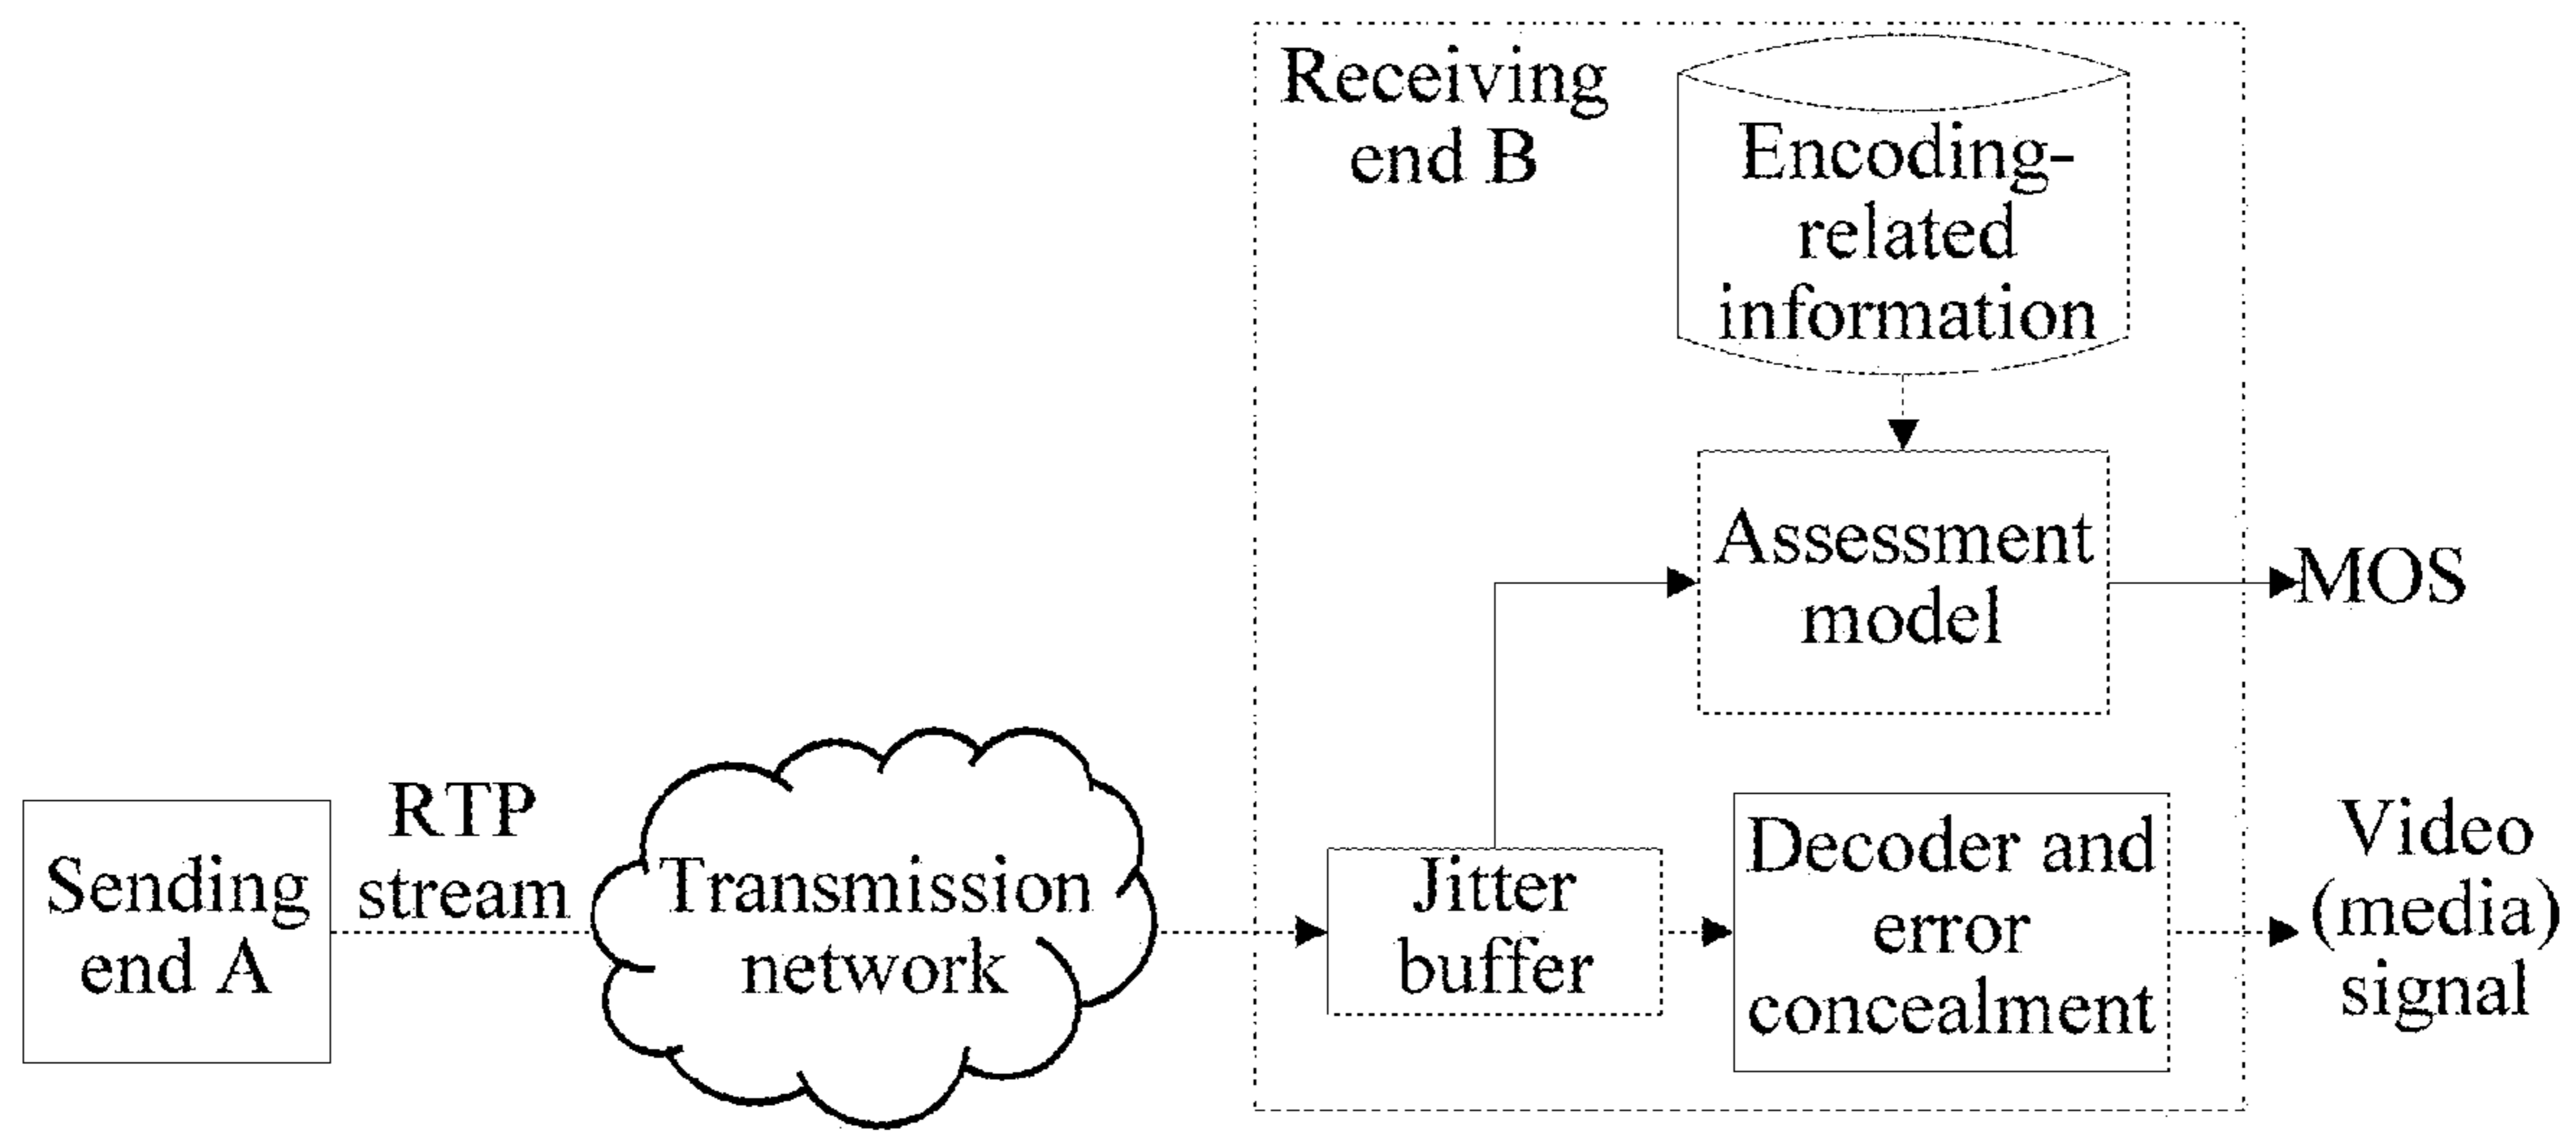 Receiving
end B
Encoding-
related
information
Assessment
model
MOS
Sending
end A
RTP
stream
Transmission
network
Jitter
buffer
Decoder and
error
concealment
Video
(media)
signal